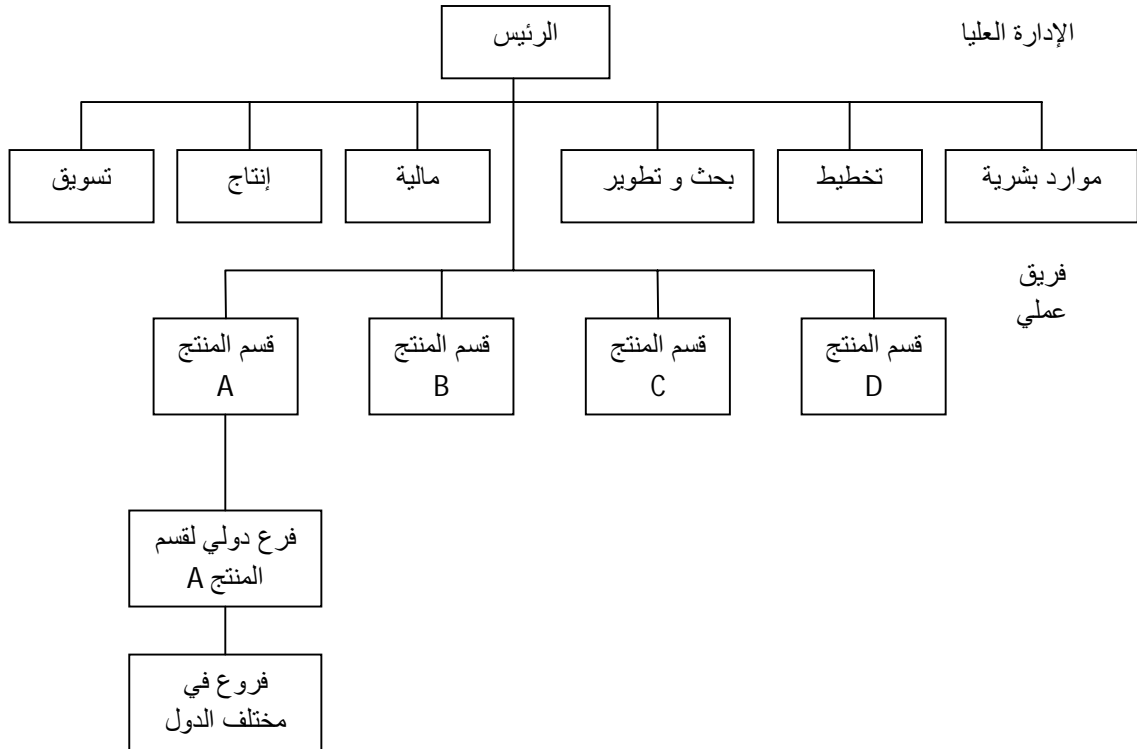 الإدارة العليا
الرئيس
موارد بشرية
تخطيط
بحث و تطوير
مالية
إنتاج
تسويق
فريق
عملي
قسم المنتج
D
قسم المنتج
C
قسم المنتج
B
قسم المنتج
A
فرع دولي لقسم
المنتج A
فروع في
مختلف الدول